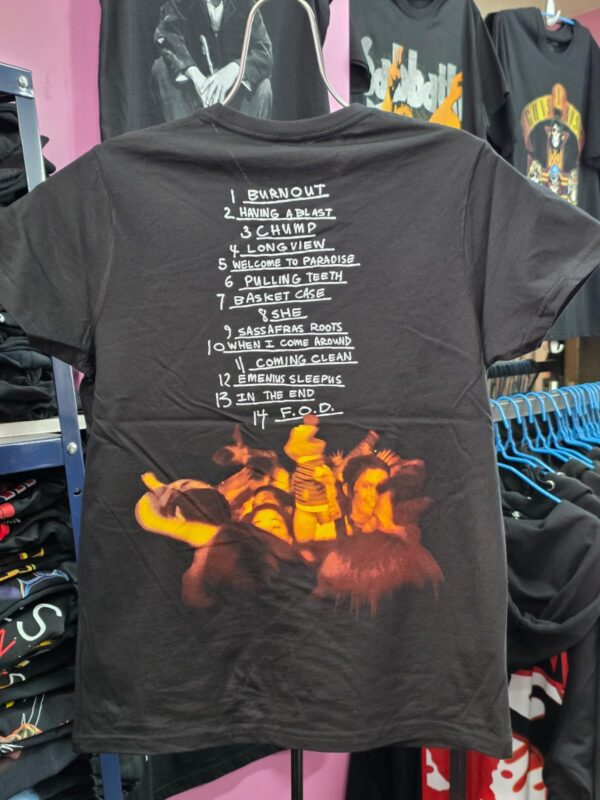 1 BURNOUT
2 HAVING A BLAST
3 CHUMP
4 LONGVIEW
5 WELCOME TO PARADISE
6 PULLING TEETH
7 BASKET CASE
8 SHE
9 SASSAFRAS ROOTS
10 WHEN I COME AROUND
11 COMING CLEAN
12 EMENIUS SLEEPUS
13 IN THE END
14 F.O.D.
GUNS N ROSES